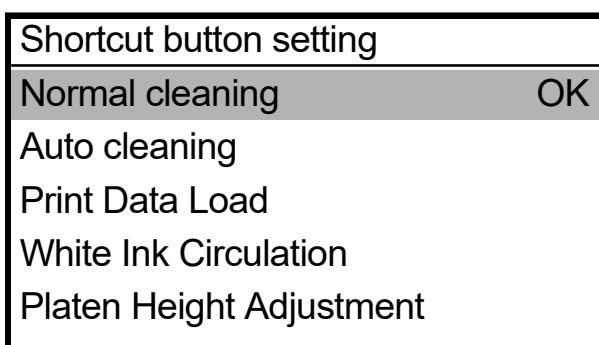 Shortcut button setting
Normal cleaning OK
Auto cleaning
Print Data Load
White Ink Circulation
Platen Height Adjustment